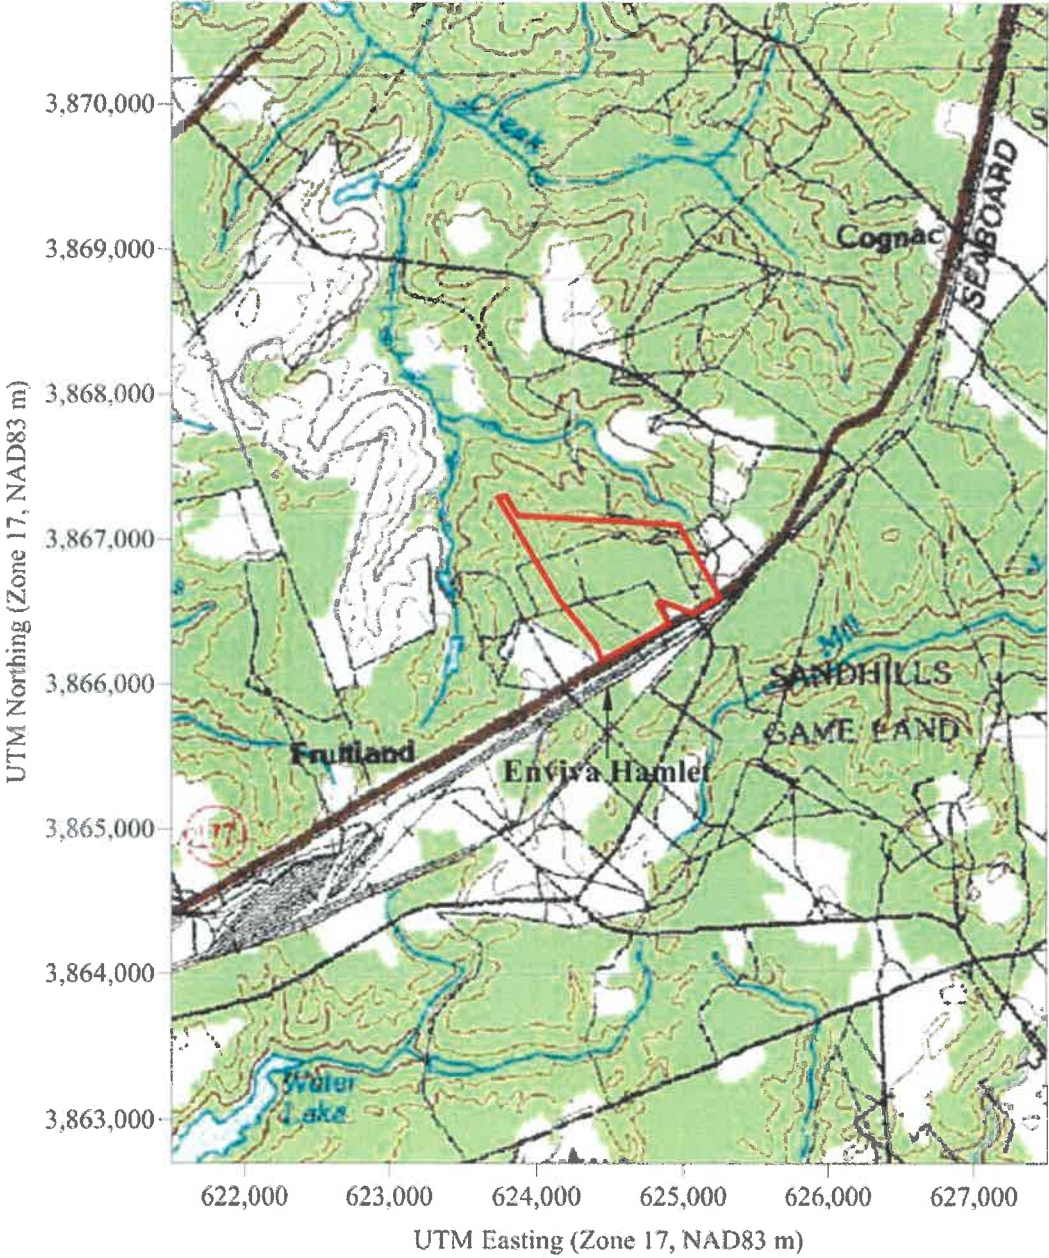 Creek
3,870,000
SEABOARD
Cognac
3,869,000
3,868,000
UTM Northing (Zone 17, NAD83 m)
3,867,000
Mill
3,866,000
SANDHILLS
GAME LAND
Fruitland
Enviva Hamlet
3,865,000
177
3,864,000
Water
Lake
3,863,000
622,000
623,000
624,000
625,000
626,000
627,000
UTM Easting (Zone 17, NAD83 m)